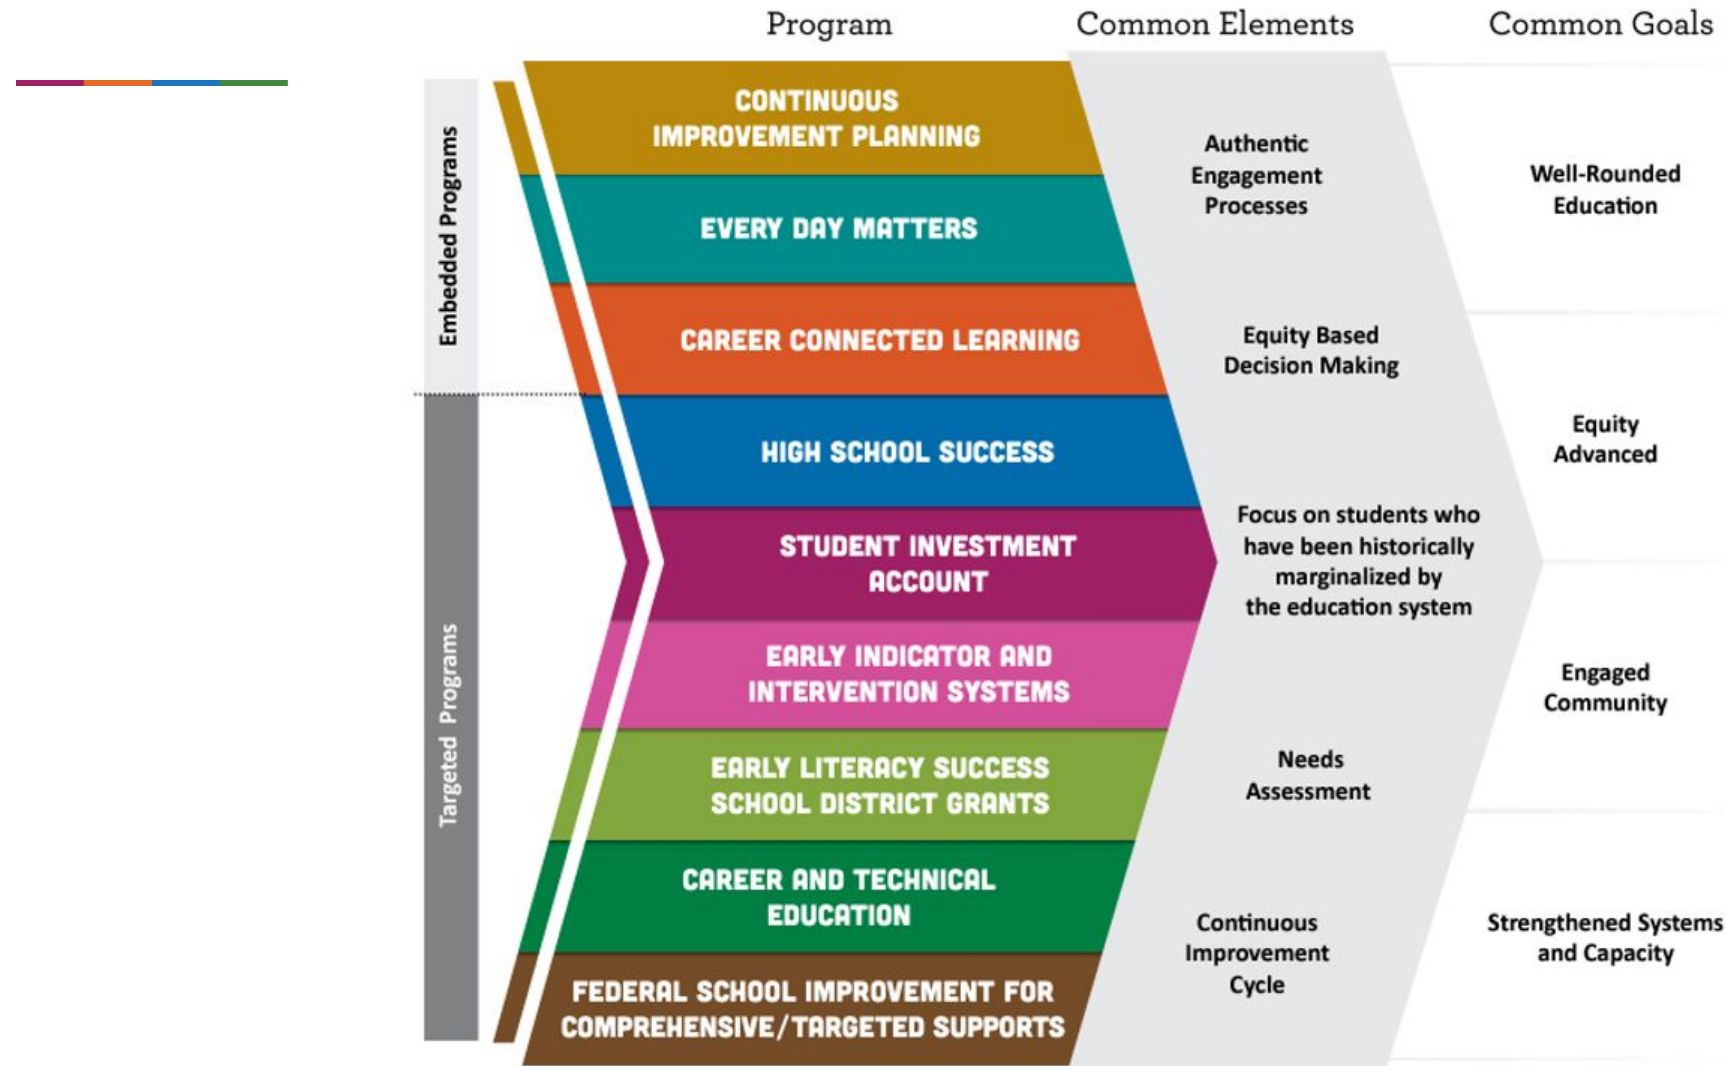 Program
Common Elements
Common Goals
Embedded Programs
Targeted Programs
CONTINUOUS
IMPROVEMENT PLANNING
EVERY DAY MATTERS
CAREER CONNECTED LEARNING
HIGH SCHOOL SUCCESS
STUDENT INVESTMENT
ACCOUNT
EARLY INDICATOR AND
INTERVENTION SYSTEMS
EARLY LITERACY SUCCESS
SCHOOL DISTRICT GRANTS
CAREER AND TECHNICAL
EDUCATION
FEDERAL SCHOOL IMPROVEMENT FOR
COMPREHENSIVE/TARGETED SUPPORTS
Authentic
Engagement
Processes
Equity Based
Decision Making
Focus on students who
have been historically
marginalized by
the education system
Needs
Assessment
Continuous
Improvement
Cycle
Well-Rounded
Education
Equity
Advanced
Engaged
Community
Strengthened Systems
and Capacity